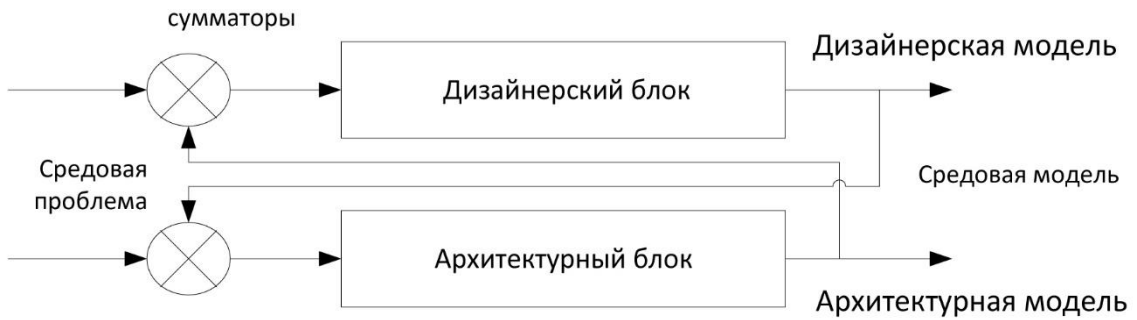 сумматоры
Дизайнерская модель
Дизайнерский блок
Средовая
проблема
Средовая модель
Архитектурный блок
Архитектурная модель